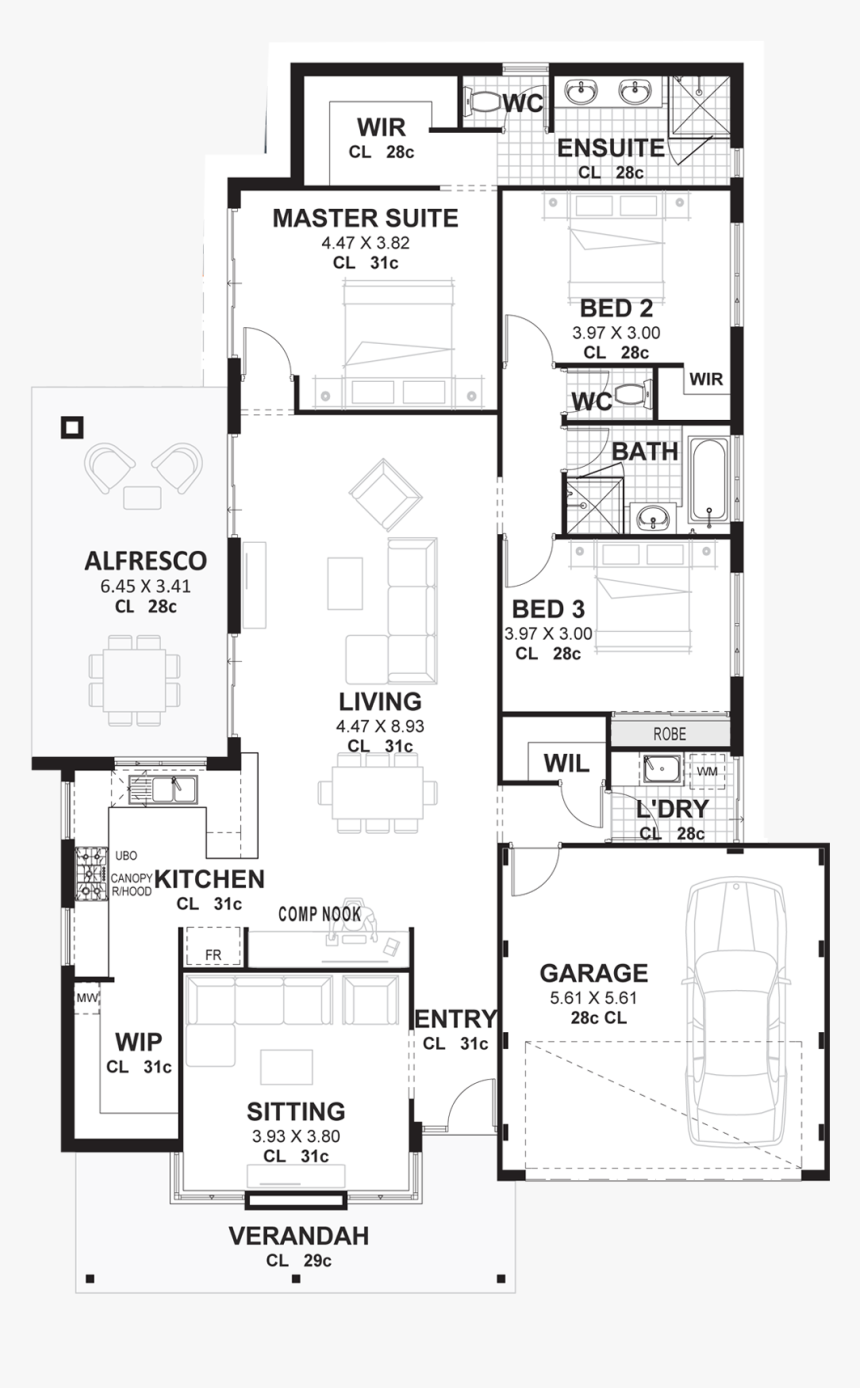 WC
WIR
CL 28c
ENSUITE
CL 28c
MASTER SUITE
4.47 X 3.82
CL 31c
BED 2
3.97 X 3.00
CL 28c
WIR
WC
BATH
ALFRESCO
6.45 X 3.41
CL 28c
BED 3
3.97 X 3.00
CL 28c
LIVING
4.47 X 8.93
CL 31c
ROBE
WIL
WM
L'DRY
CL 28c
UBO
CANOPY
R/HOOD
KITCHEN
CL 31c
COMP NOOK
FR
GARAGE
5.61 X 5.61
28c CL
MW
WIP
CL 31c
ENTRY
CL 31c
SITTING
3.93 X 3.80
CL 31c
VERANDAH
CL 29c